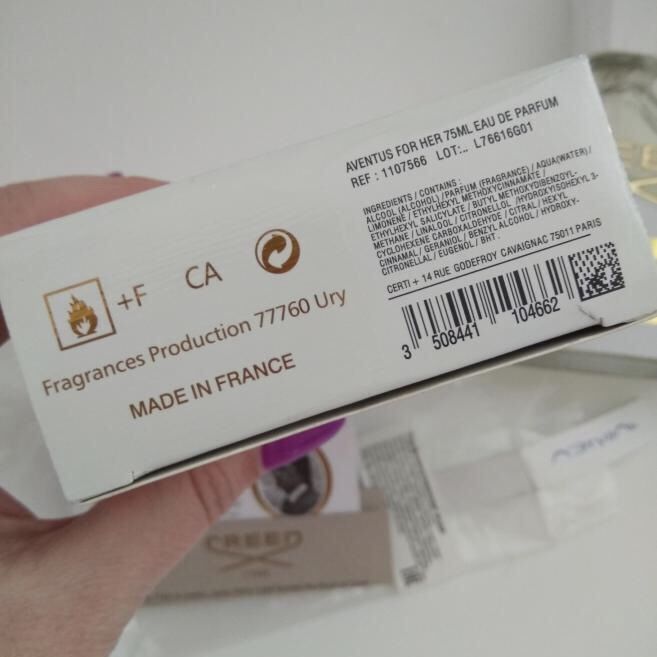 AVENTUS FOR HER 75ML EAU DE PARFUM
REF : 1107566 LOT:.. L76616G01
INGREDIENTS / CONTAINS :
ALCOOL (ALCOHOL) / PARFUM (FRAGRANCE) / AQUA(WATER) /
LIMONENE / ETHYLHEXYL METHOXYCINNAMATE /
ETHYLHEXYL SALICYLATE / BUTYL METHOXYDIBENZOYL-
METHANE / LINALOOL / CITRONELLOL /HYDROXYISOHEXYL 3-
CYCLOHEXENE CARBOXALDEHYDE / CITRAL / HEXYL
CINNAMAL / GERANIOL / BENZYL ALCOHOL / HYDROXY-
CITRONELLAL / EUGENOL / BHT .
CERTI + 14 RUE GODEFROY CAVAIGNAC 75011 PARIS
3 508441 104662
+F CA
Fragrances Production 77760 Ury
MADE IN FRANCE
CREED